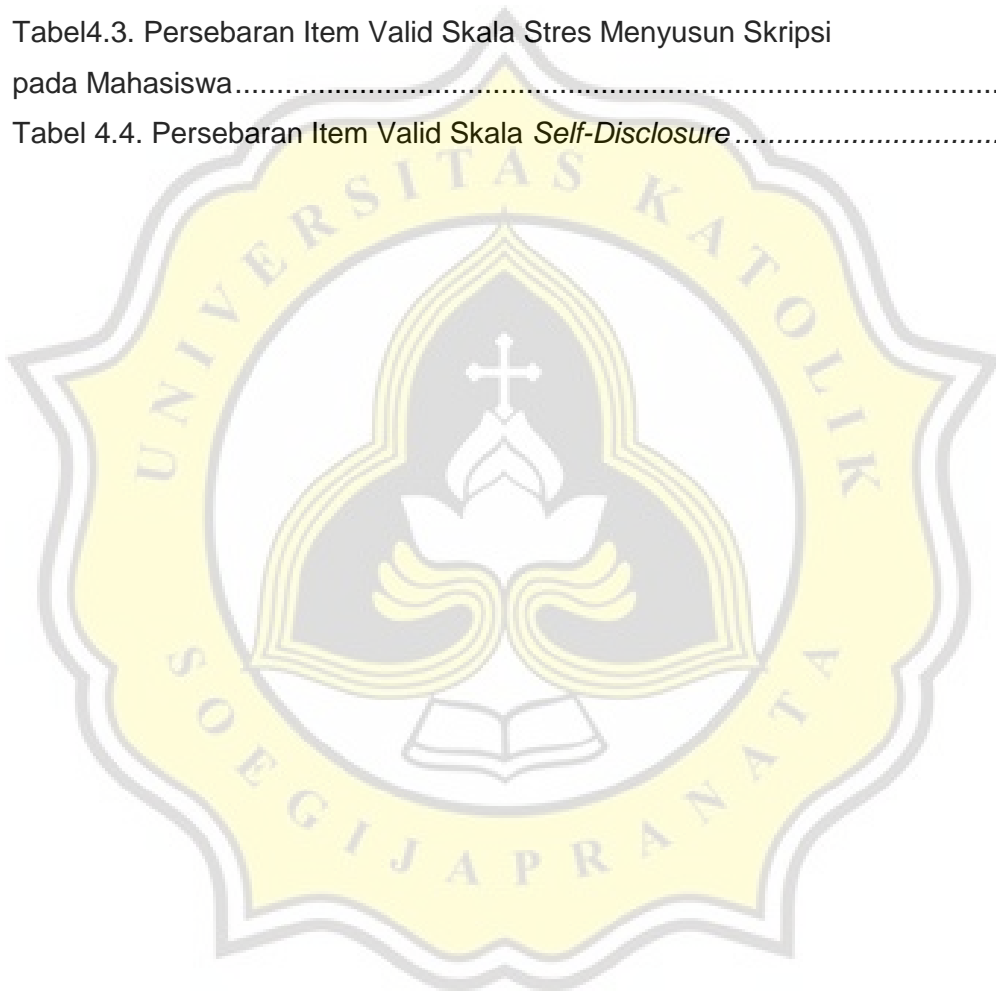 Tabel4.3. Persebaran Item Valid Skala Stres Menyusun Skripsi
pada Mahasiswa................................................................................................
Tabel 4.4. Persebaran Item Valid Skala Self-Disclosure................................
UNIVERSITAS KATOLIK
SOEGIJAPRANATA